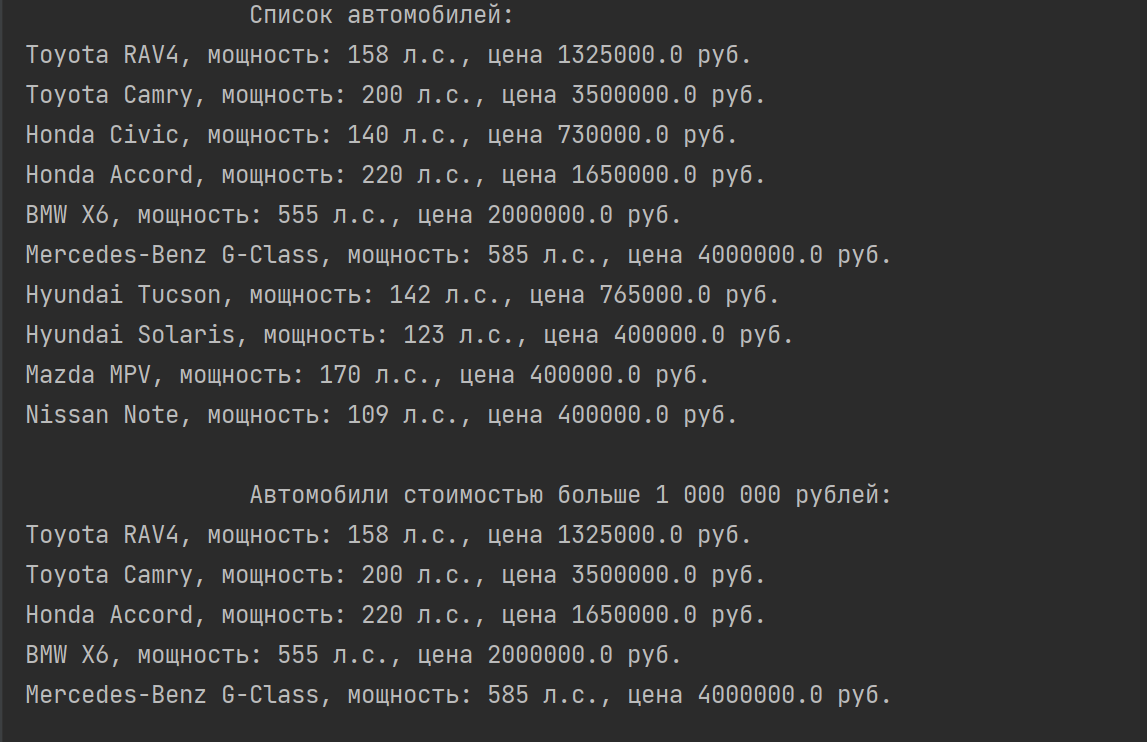 Список автомобилей:
Toyota RAV4, мощность: 158 л.с., цена 1325000.0 руб.
Toyota Camry, мощность: 200 л.с., цена 3500000.0 руб.
Honda Civic, мощность: 140 л.с., цена 730000.0 руб.
Honda Accord, мощность: 220 л.с., цена 1650000.0 руб.
BMW X6, мощность: 555 л.с., цена 2000000.0 руб.
Mercedes-Benz G-Class, мощность: 585 л.с., цена 4000000.0 руб.
Hyundai Tucson, мощность: 142 л.с., цена 765000.0 руб.
Hyundai Solaris, мощность: 123 л.с., цена 400000.0 руб.
Mazda MPV, мощность: 170 л.с., цена 400000.0 руб.
Nissan Note, мощность: 109 л.с., цена 400000.0 руб.
Автомобили стоимостью больше 1 000 000 рублей:
Toyota RAV4, мощность: 158 л.с., цена 1325000.0 руб.
Toyota Camry, мощность: 200 л.с., цена 3500000.0 руб.
Honda Accord, мощность: 220 л.с., цена 1650000.0 руб.
BMW X6, мощность: 555 л.с., цена 2000000.0 руб.
Mercedes-Benz G-Class, мощность: 585 л.с., цена 4000000.0 руб.